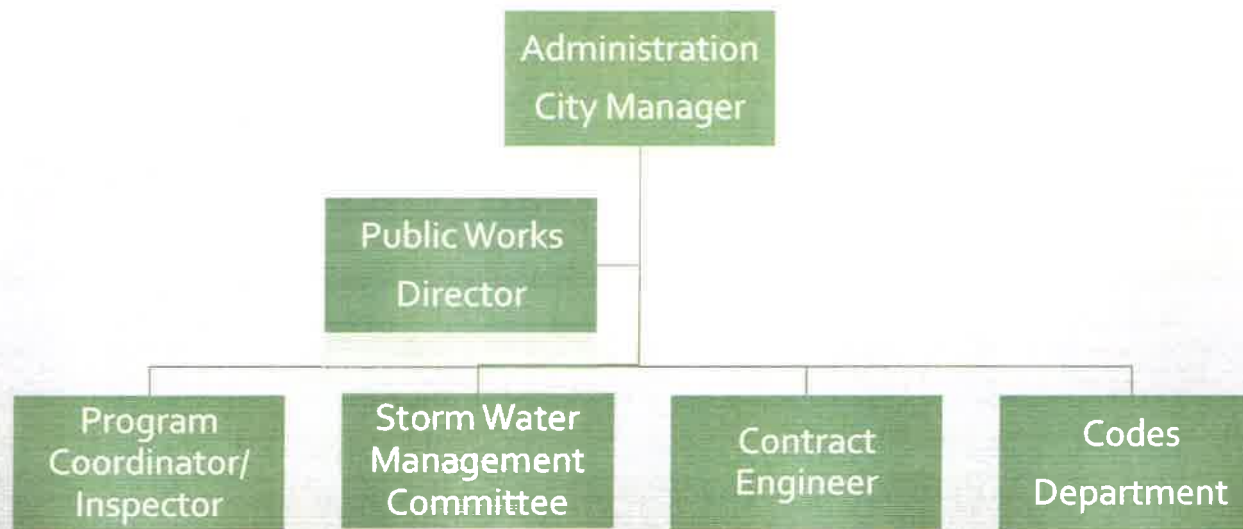 Administration
City Manager
Public Works
Director
Program
Coordinator/
Inspector
Storm Water
Management
Committee
Contract
Engineer
Codes
Department